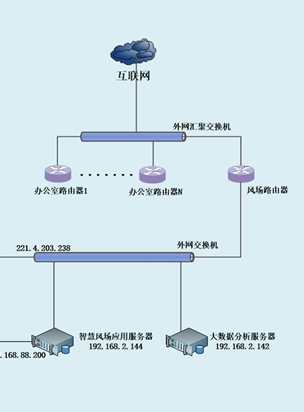 互联网
外网汇聚交换机
办公室路由器1
办公室路由器N
风场路由器
221.4.203.238
外网交换机
智慧风场应用服务器
192.168.2.144
大数据分析服务器
192.168.2.142
.168.88.200